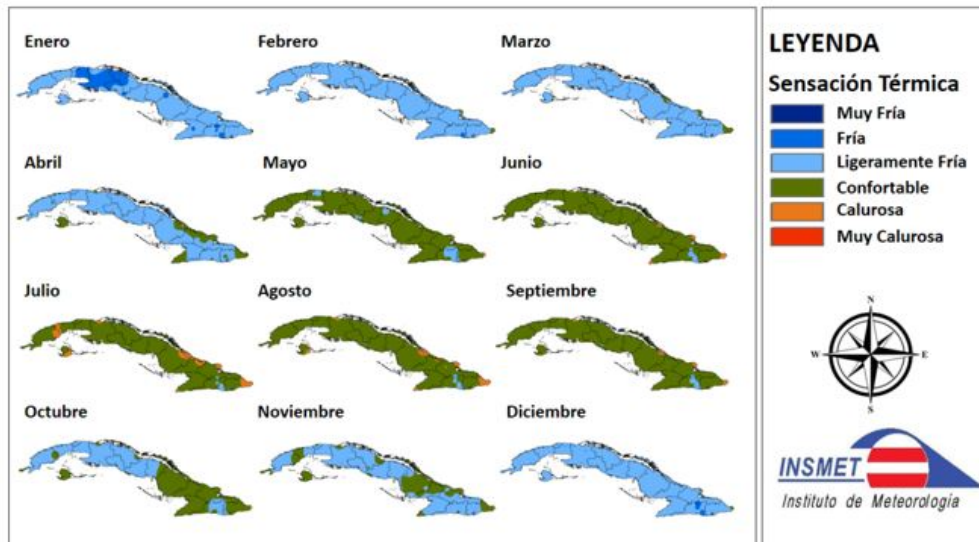 Enero
Febrero
Marzo
Abril
Mayo
Junio
Julio
Agosto
Septiembre
Octubre
Noviembre
Diciembre
LEYENDA
Sensación Térmica
Muy Fría
Fría
Ligeramente Fría
Confortable
Calurosa
Muy Calurosa
N
W
E
S
INSMET
Instituto de Meteorología